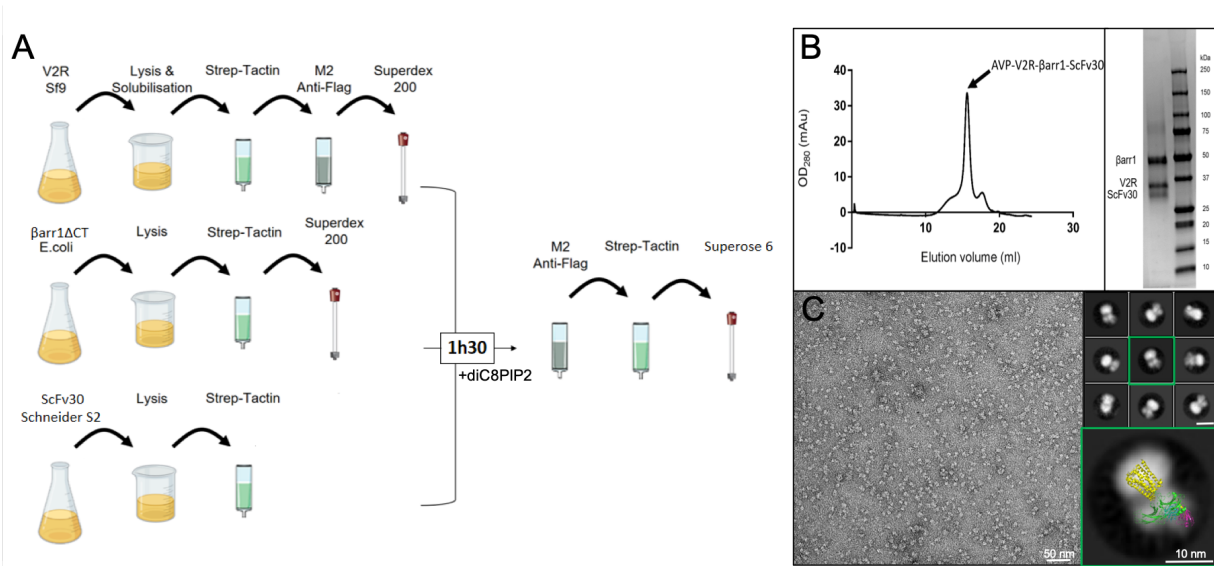 A
V2R
Sf9
Lysis &
Solubilisation
Strep-Tactin
M2
Anti-Flag
Superdex
200
βarr1ΔCT
E.coli
Lysis
Strep-Tactin
Superdex
200
ScFv30
Schneider S2
Lysis
Strep-Tactin
1h30
+diC8PIP2
M2
Anti-Flag
Strep-Tactin
Superose 6
B
AVP-V2R-βarr1-ScFv30
OD280 (mAu)
40
30
20
10
0
-10
10
20
30
Elution volume (ml)
βarr1
V2R
ScFv30
kDa
250
150
100
75
50
37
25
20
15
10
C
50 nm
10 nm